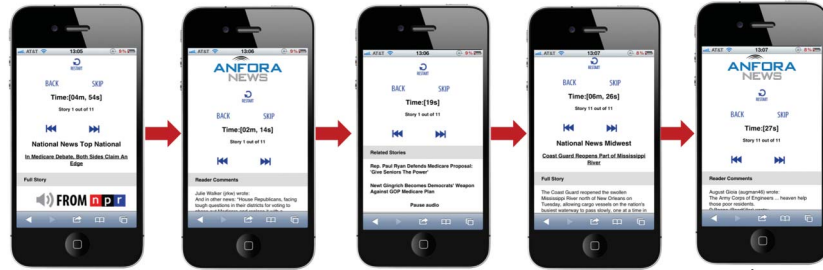 AT&T 13:05 8%
RESTART
BACK SKIP
Time:[04m, 54s]
Story 1 out of 11
National News Top National
In Medicare Debate, Both Sides Claim An
Edge
Full Story
FROM npr
AT&T 13:06 9%
ANFORA
NEWS
RESTART
BACK SKIP
Time:[02m, 14s]
Story 1 out of 11
Reader Comments
Julie Walker (jlkw) wrote:
And in other news: 'House Republicans, facing
tough questions in their districts for voting to
AT&T 13:06 9%
RESTART
BACK SKIP
Time:[19s]
Story 1 out of 11
Related Stories
Rep. Paul Ryan Defends Medicare Proposal:
'Give Seniors The Power'
Newt Gingrich Becomes Democrats' Weapon
Against GOP Medicare Plan
Pause audio
AT&T 13:07 9%
RESTART
BACK SKIP
Time:[06m, 26s]
Story 11 out of 11
National News Midwest
Coast Guard Reopens Part of Mississippi
River
Full Story
The Coast Guard reopened the swollen
Mississippi River north of New Orleans on
Tuesday, allowing cargo vessels on the nation's
busiest waterway to pass slowly, one at a time in
AT&T 13:07 9%
ANFORA
NEWS
RESTART
BACK SKIP
Time:[27s]
Story 11 out of 11
Reader Comments
August Gioia (augman46) wrote:
The Army Corps of Engineers ... heaven help
those poor residents.